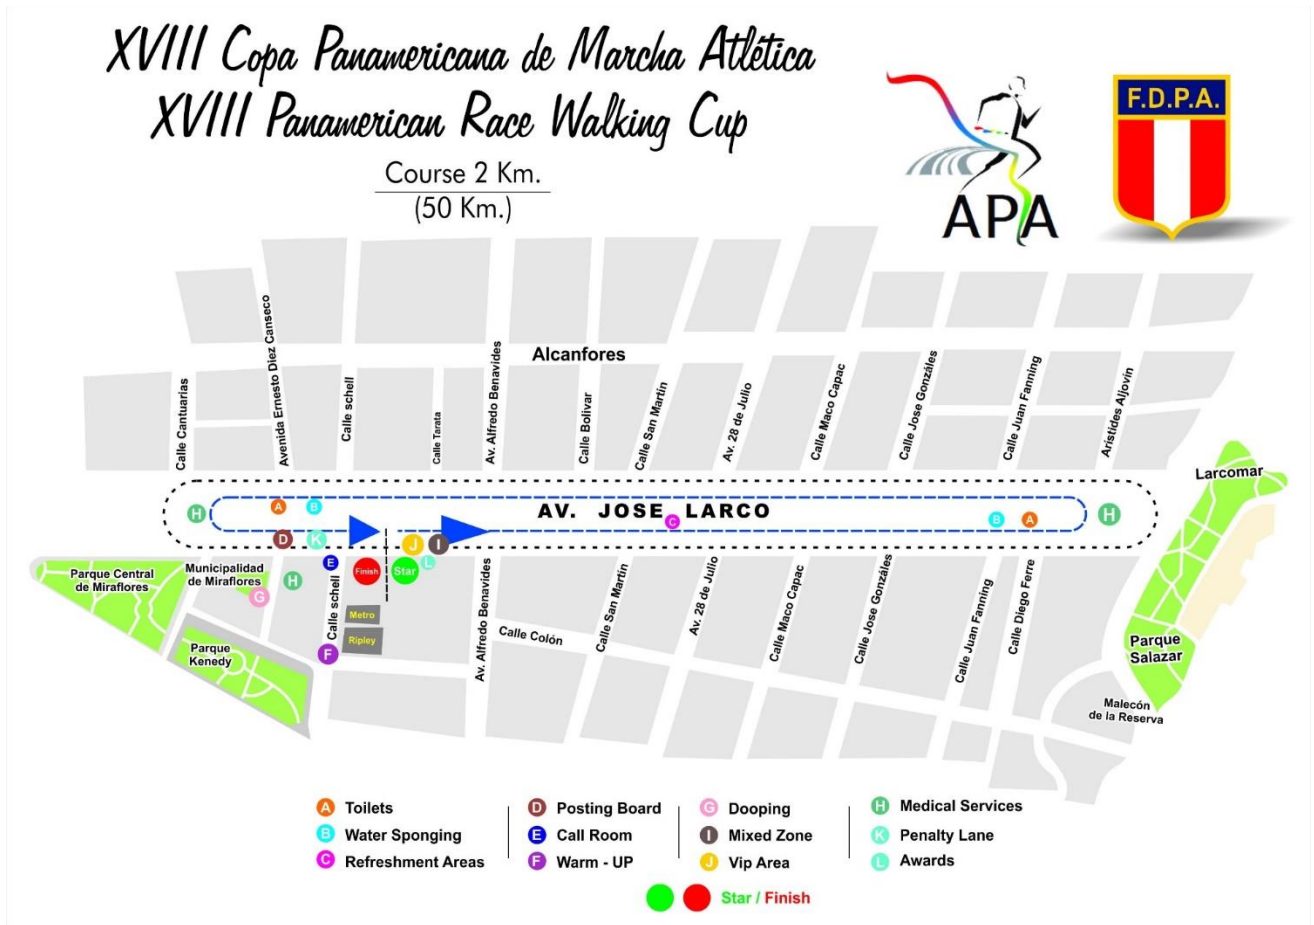 XVIII Copa Panamericana de Marcha Atlética
XVIII Panamerican Race Walking Cup
Course 2 Km.
(50 Km.)
APA
F.D.P.A.
Alcanfores
Calle Cantuarias
Avenida Ernesto Diez Canseco
Calle schell
Calle Tarata
Av. Alfredo Benavides
Calle Bolivar
Calle San Martín
Av. 28 de Julio
Calle Maco Capac
Calle Jose Gonzáles
Calle Juan Fanning
Arístides Aljovín
Larcomar
H
A
B
AV. JOSE LARCO
C
B
A
H
D
K
J
I
E
Finish
Star
L
Parque Central
de Miraflores
Municipalidad
de Miraflores
G
H
Calle schell
Metro
Ripley
F
Parque
Kenedy
Av. Alfredo Benavides
Calle Colón
Calle San Martín
Av. 28 de Julio
Calle Maco Capac
Calle Jose Gonzáles
Calle Juan Fanning
Calle Diego Ferre
Parque
Salazar
Malecón
de la Reserva
A Toilets
B Water Sponging
C Refreshment Areas
D Posting Board
E Call Room
F Warm - UP
G Dooping
I Mixed Zone
J Vip Area
H Medical Services
K Penalty Lane
L Awards
Star / Finish